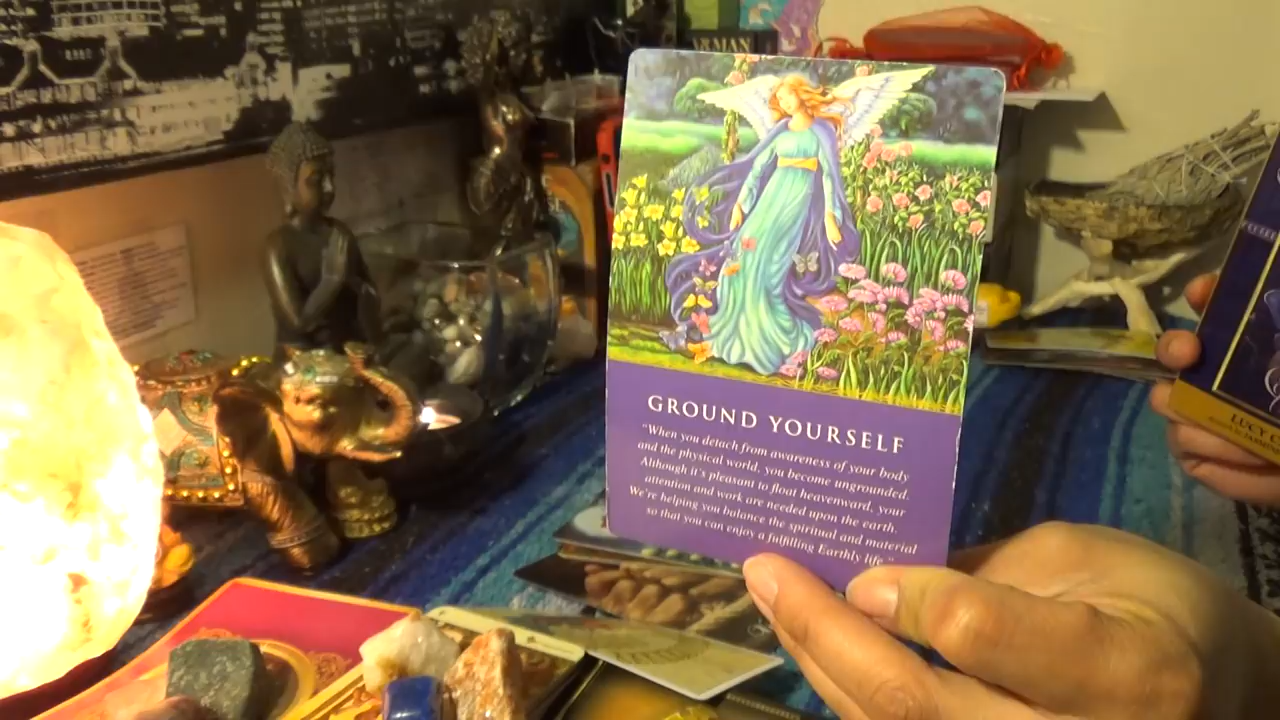 ARMAN
GROUND YOURSELF
"When you detach from awareness of your body
and the physical world, you become ungrounded.
Although it's pleasant to float heavenward, your
attention and work are needed upon the earth.
We're helping you balance the spiritual and material
so that you can enjoy a fulfilling Earthly life."
LUCY